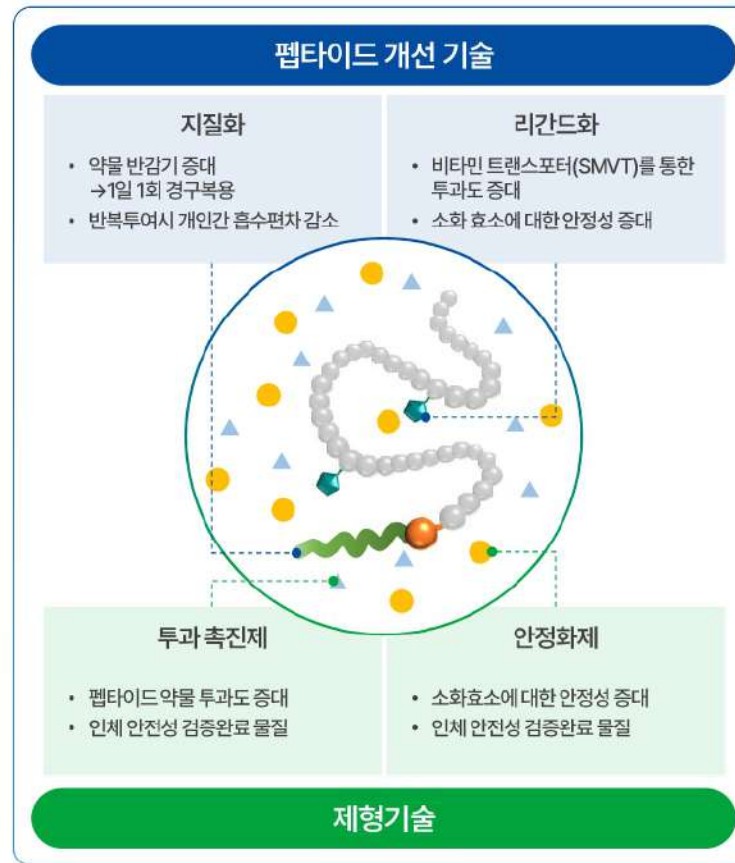 펩타이드 개선 기술
지질화
• 약물 반감기 증대
→1일 1회 경구복용
• 반복투여시 개인간 흡수편차 감소
리간드화
• 비타민 트랜스포터(SMVT)를 통한
투과도 증대
• 소화 효소에 대한 안정성 증대
투과 촉진제
• 펩타이드 약물 투과도 증대
• 인체 안전성 검증완료 물질
안정화제
• 소화효소에 대한 안정성 증대
• 인체 안전성 검증완료 물질
제형기술